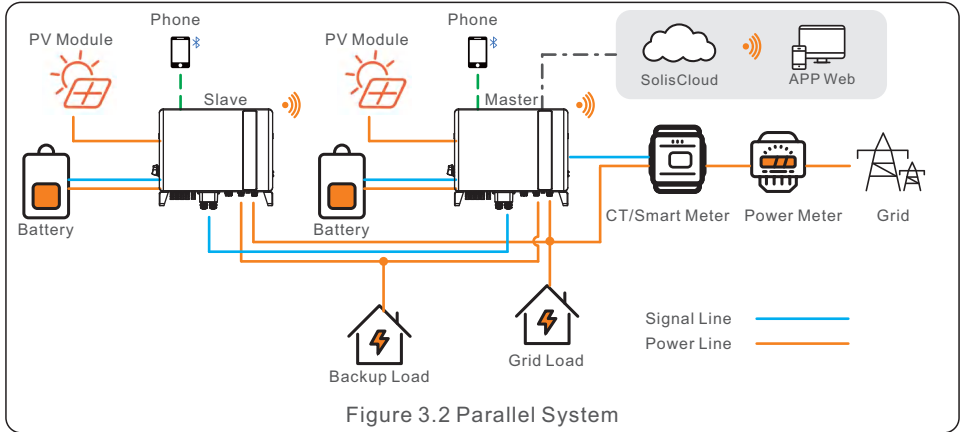 Phone
Phone
PV Module
PV Module
SolisCloud
APP Web
Slave
Master
Battery
Battery
CT/Smart Meter
Power Meter
Grid
Signal Line
Power Line
Grid Load
Backup Load
Figure 3.2 Parallel System